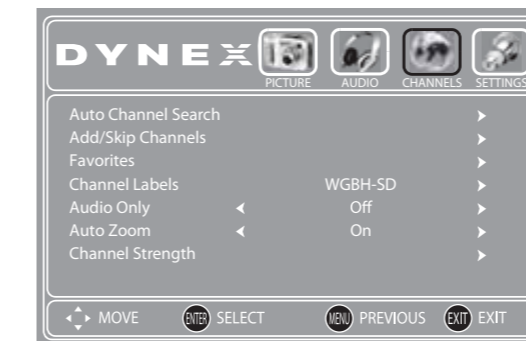 DYNEX
PICTURE AUDIO CHANNELS SETTINGS
Auto Channel Search
Add/Skip Channels
Favorites
Channel Labels WGBH-SD
Audio Only Off
Auto Zoom On
Channel Strength
MOVE ENTER SELECT MENU PREVIOUS EXIT EXIT